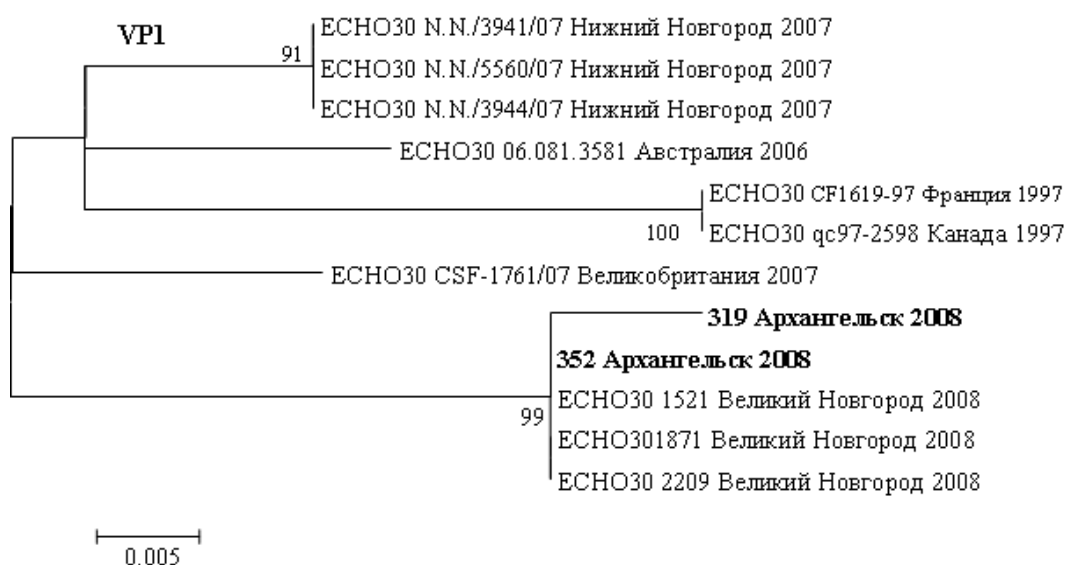 VP1
ECHO30 N.N./3941/07 Нижний Новгород 2007
91
ECHO30 N.N./5560/07 Нижний Новгород 2007
ECHO30 N.N./3944/07 Нижний Новгород 2007
ECHO30 06.081.3581 Австралия 2006
ECHO30 CF1619-97 Франция 1997
100
ECHO30 qc97-2598 Канада 1997
ECHO30 CSF-1761/07 Великобритания 2007
319 Архангельск 2008
352 Архангельск 2008
ECHO30 1521 Великий Новгород 2008
99
ECHO301871 Великий Новгород 2008
ECHO30 2209 Великий Новгород 2008
0.005